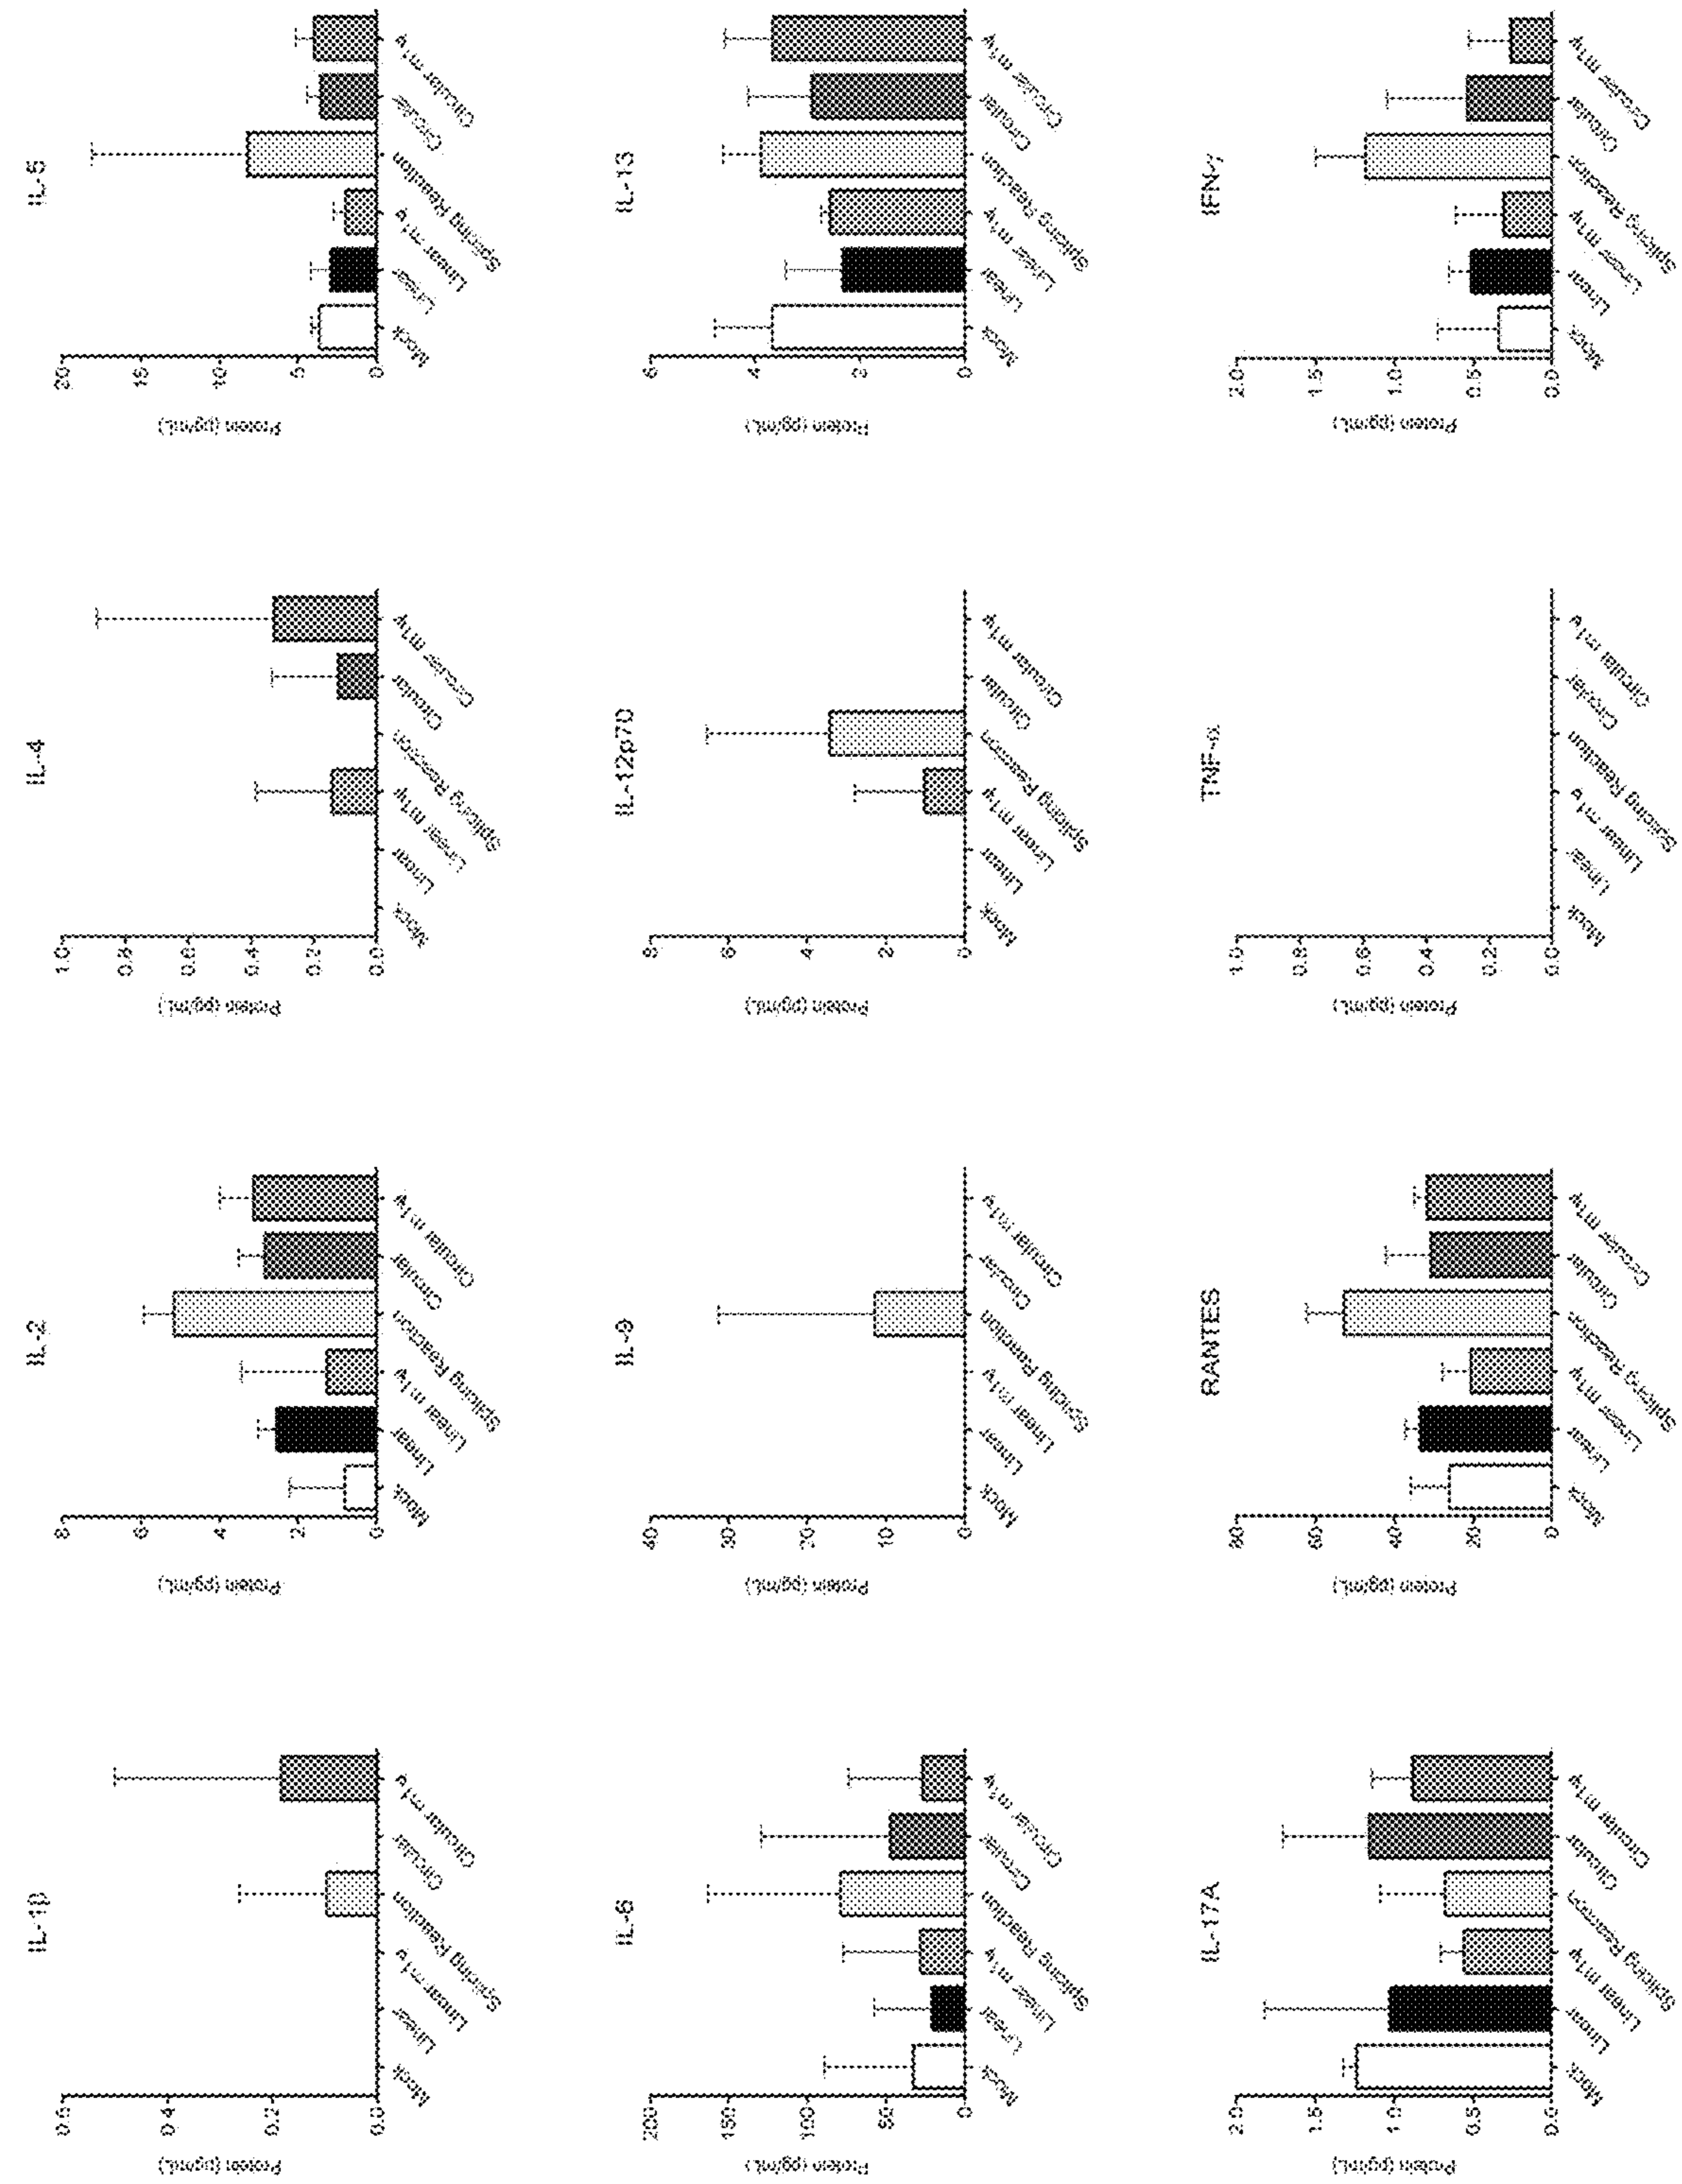 IL-1β
Protein (pg/mL)
0.6
0.4
0.2
0.0
Mock
Linear
Linear m1ψ
Splicing Reaction
Circular
Circular m1ψ
IL-2
Protein (pg/mL)
8
6
4
2
0
Mock
Linear
Linear m1ψ
Splicing Reaction
Circular
Circular m1ψ
IL-4
Protein (pg/mL)
1.0
0.8
0.6
0.4
0.2
0.0
Mock
Linear
Linear m1ψ
Splicing Reaction
Circular
Circular m1ψ
IL-5
Protein (pg/mL)
20
15
10
5
0
Mock
Linear
Linear m1ψ
Splicing Reaction
Circular
Circular m1ψ
IL-6
Protein (pg/mL)
200
150
100
50
0
Mock
Linear
Linear m1ψ
Splicing Reaction
Circular
Circular m1ψ
IL-9
Protein (pg/mL)
40
30
20
10
0
Mock
Linear
Linear m1ψ
Splicing Reaction
Circular
Circular m1ψ
IL-12p70
Protein (pg/mL)
8
6
4
2
0
Mock
Linear
Linear m1ψ
Splicing Reaction
Circular
Circular m1ψ
IL-13
Protein (pg/mL)
6
4
2
0
Mock
Linear
Linear m1ψ
Splicing Reaction
Circular
Circular m1ψ
IL-17A
Protein (pg/mL)
2.0
1.5
1.0
0.5
0.0
Mock
Linear
Linear m1ψ
Splicing Reaction
Circular
Circular m1ψ
RANTES
Protein (pg/mL)
80
60
40
20
0
Mock
Linear
Linear m1ψ
Splicing Reaction
Circular
Circular m1ψ
TNF-α
Protein (pg/mL)
1.0
0.8
0.6
0.4
0.2
0.0
Mock
Linear
Linear m1ψ
Splicing Reaction
Circular
Circular m1ψ
IFN-γ
Protein (pg/mL)
2.0
1.5
1.0
0.5
0.0
Mock
Linear
Linear m1ψ
Splicing Reaction
Circular
Circular m1ψ